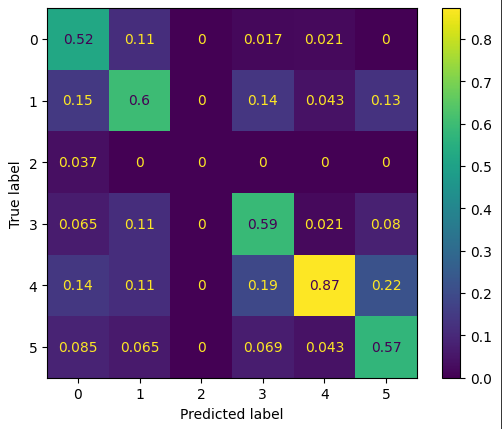 0 0.52 0.11 0 0.017 0.021 0
1 0.15 0.6 0 0.14 0.043 0.13
2 0.037 0 0 0 0 0
3 0.065 0.11 0 0.59 0.021 0.08
4 0.14 0.11 0 0.19 0.87 0.22
5 0.085 0.065 0 0.069 0.043 0.57
0 1 2 3 4 5
Predicted label
True label
0.8
0.7
0.6
0.5
0.4
0.3
0.2
0.1
0.0